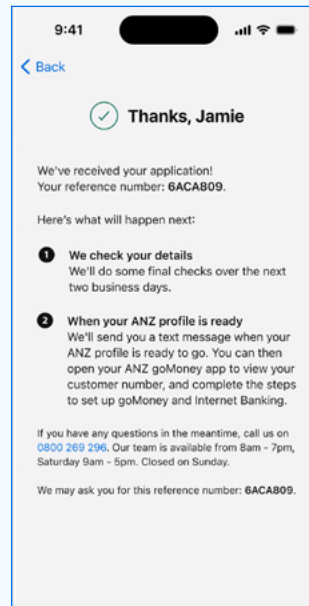 9:41
Back
Thanks, Jamie
We've received your application!
Your reference number: 6ACA809.
Here's what will happen next:
1 We check your details
We'll do some final checks over the next
two business days.
2 When your ANZ profile is ready
We'll send you a text message when your
ANZ profile is ready to go. You can then
open your ANZ goMoney app to view your
customer number, and complete the steps
to set up goMoney and Internet Banking.
If you have any questions in the meantime, call us on
0800 269 296. Our team is available from 8am - 7pm,
Saturday 9am - 5pm. Closed on Sunday.
We may ask you for this reference number: 6ACA809.